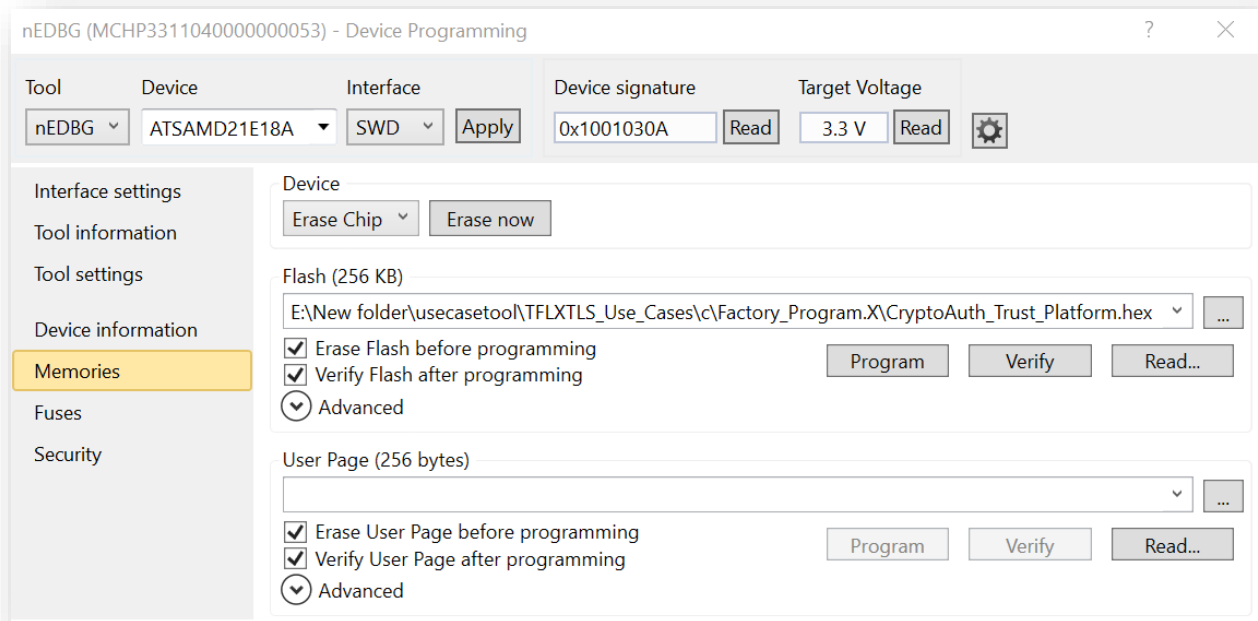 nEDBG (MCHP3311040000000053) - Device Programming ?
Tool Device Interface Device signature Target Voltage
nEDBG ATSAMD21E18A SWD Apply 0x1001030A Read 3.3 V Read
Interface settings
Tool information
Tool settings
Device information
Memories
Fuses
Security
Device
Erase Chip Erase now
Flash (256 KB)
E:\New folder\usecasetool\TFLXTLS_Use_Cases\c\Factory_Program.X\CryptoAuth_Trust_Platform.hex ...
Erase Flash before programming
Verify Flash after programming
Program Verify Read...
Advanced
User Page (256 bytes)
...
Erase User Page before programming
Verify User Page after programming
Program Verify Read...
Advanced